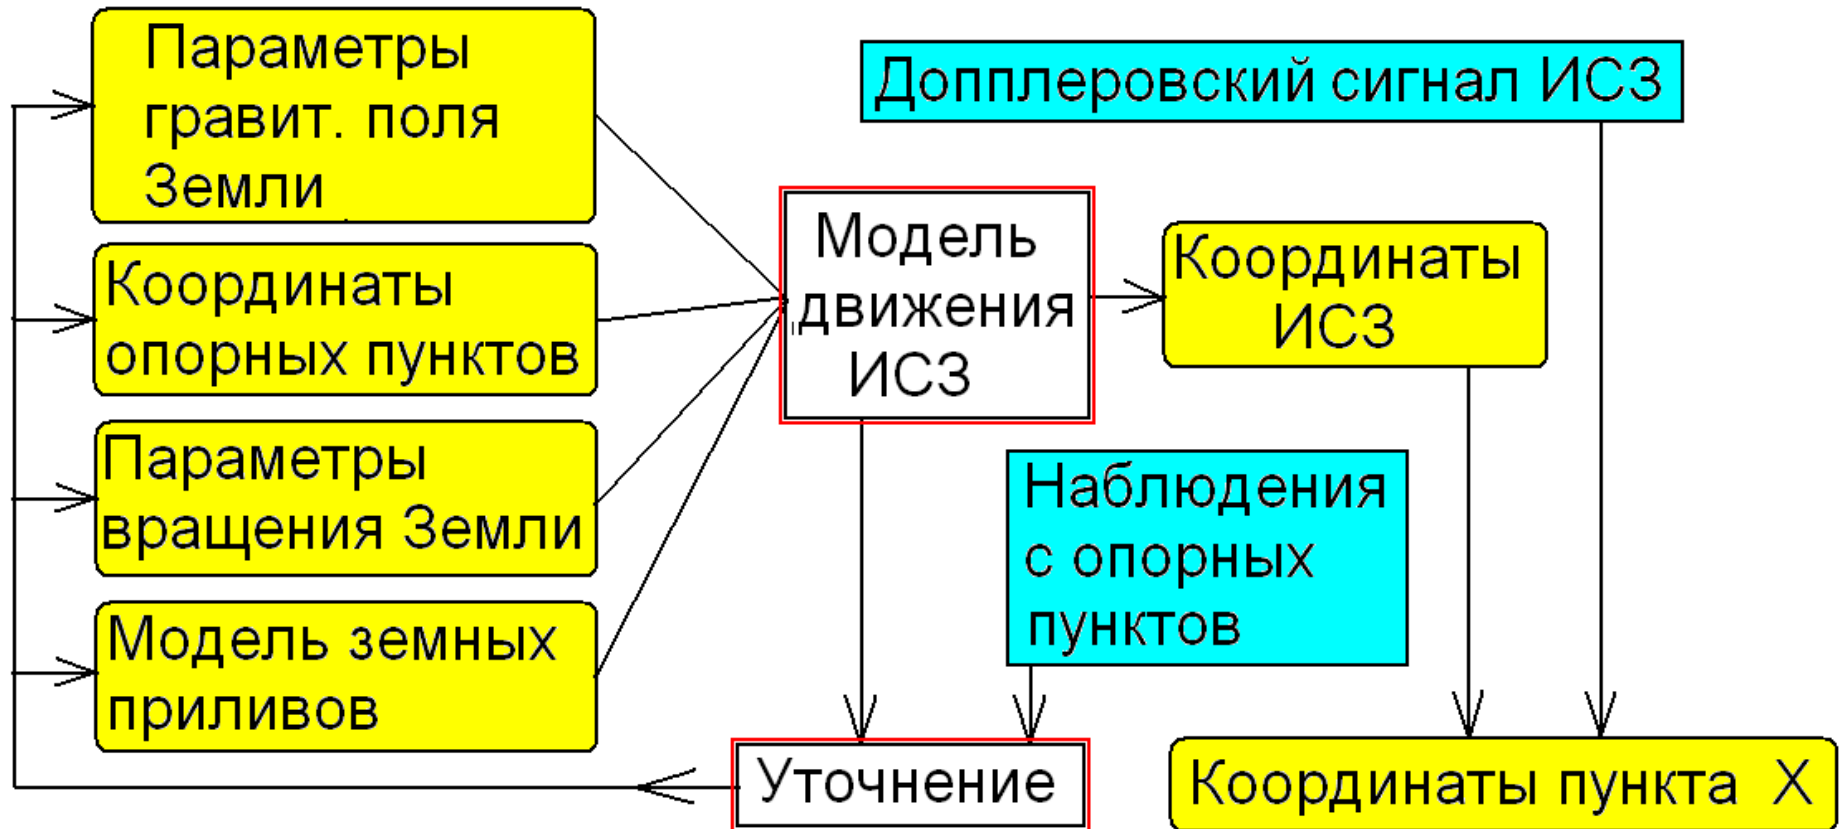 Параметры
гравит. поля
Земли
Координаты
опорных пунктов
Параметры
вращения Земли
Модель земных
приливов
Допплеровский сигнал ИСЗ
Модель
движения
ИСЗ
Координаты
ИСЗ
Наблюдения
с опорных
пунктов
Уточнение
Координаты пункта X